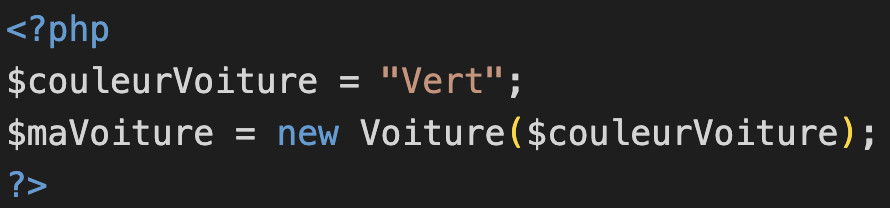 <?php
$couleurVoiture = "Vert";
$maVoiture = new Voiture($couleurVoiture);
?>